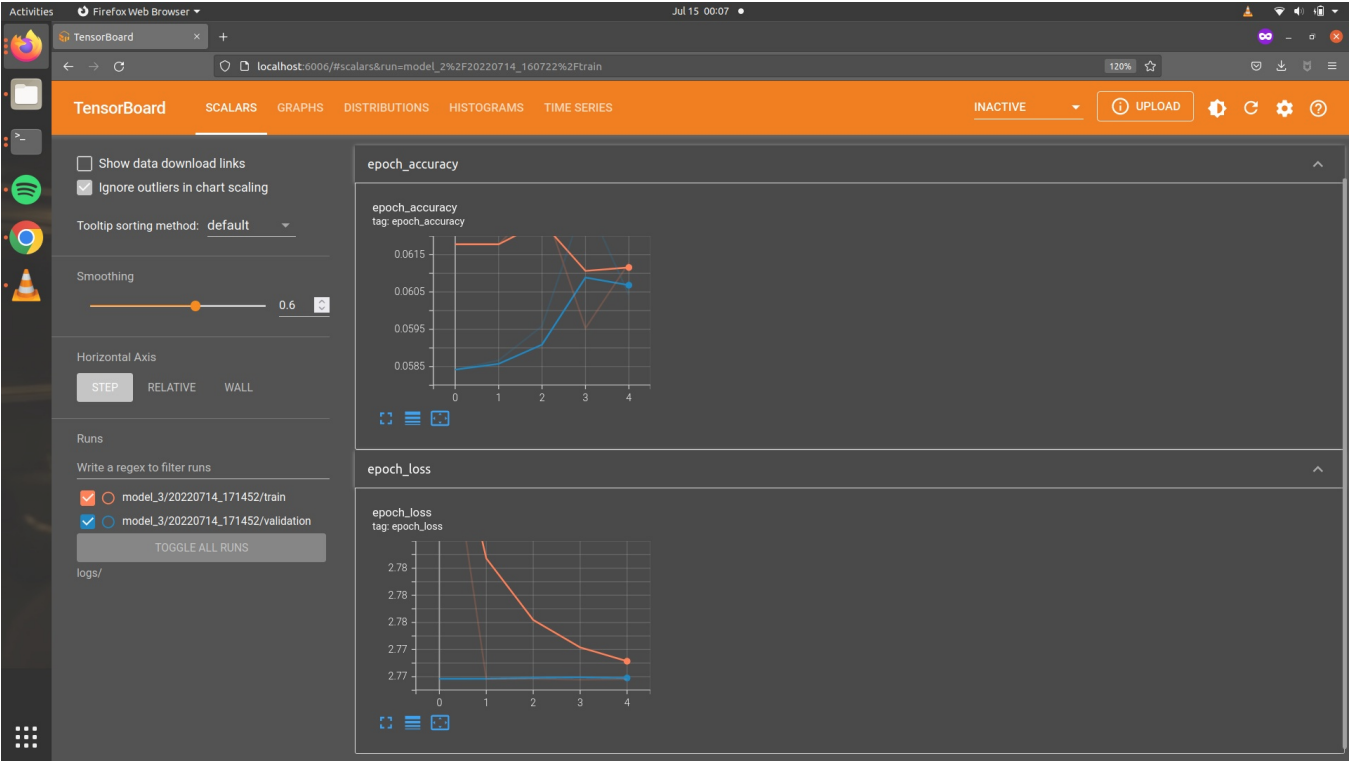 Activities Firefox Web Browser Jul 15 00:07
TensorBoard
localhost:6006/#scalars&run=model_2%2F20220714_160722%2Ftrain 120%
TensorBoard SCALARS GRAPHS DISTRIBUTIONS HISTOGRAMS TIME SERIES INACTIVE UPLOAD
Show data download links
Ignore outliers in chart scaling
Tooltip sorting method: default
Smoothing
0.6
Horizontal Axis
STEP RELATIVE WALL
Runs
Write a regex to filter runs
model_3/20220714_171452/train
model_3/20220714_171452/validation
TOGGLE ALL RUNS
logs/
epoch_accuracy
epoch_accuracy
tag: epoch_accuracy
0.0615
0.0605
0.0595
0.0585
0 1 2 3 4
epoch_loss
epoch_loss
tag: epoch_loss
2.78
2.78
2.78
2.77
2.77
0 1 2 3 4